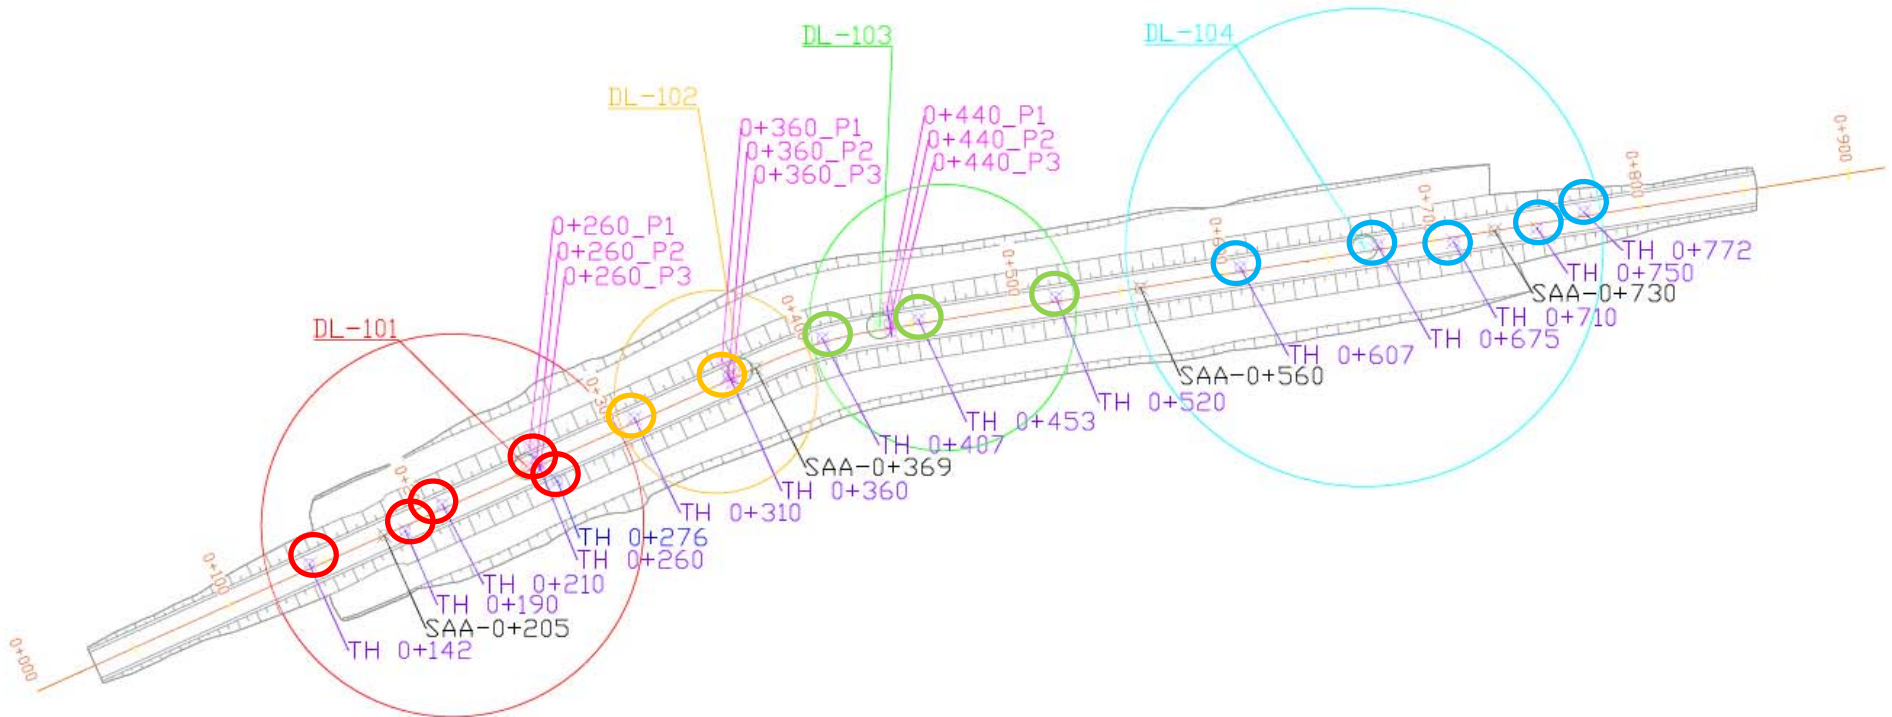 DL-103
DL-104
DL-102
0+360_P1
0+360_P2
0+360_P3
0+440_P1
0+440_P2
0+440_P3
0+900
0+800
0+260_P1
0+260_P2
0+260_P3
DL-101
0+500
TH 0+772
TH 0+750
SAA-0+730
TH 0+710
TH 0+675
TH 0+607
SAA-0+560
TH 0+520
TH 0+453
TH 0+407
SAA-0+369
TH 0+360
TH 0+310
TH 0+276
TH 0+260
TH 0+210
TH 0+190
SAA-0+205
TH 0+142
0+100
0+000